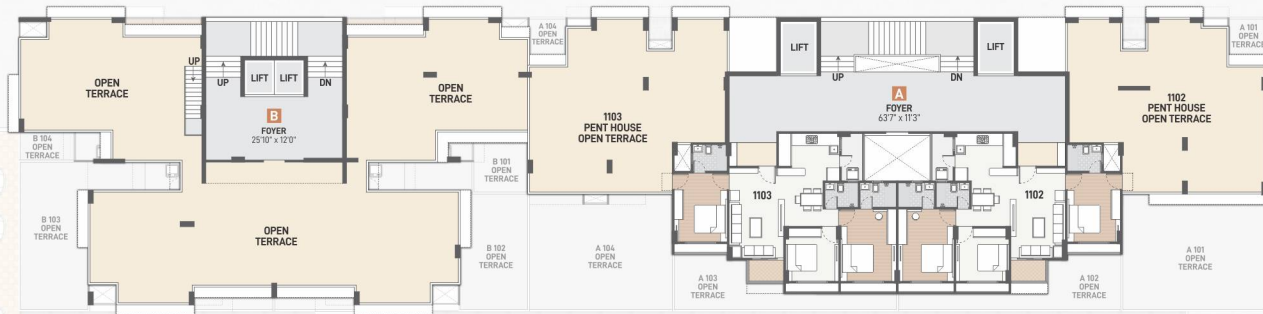 OPEN
TERRACE
UP
UP
LIFT
LIFT
DN
B
FOYER
25'10" x 12'0"
OPEN
TERRACE
A 104
OPEN
TERRACE
1103
PENT HOUSE
OPEN TERRACE
LIFT
UP
DN
LIFT
A
FOYER
63'7" x 11'3"
1102
PENT HOUSE
OPEN TERRACE
A 101
OPEN
TERRACE
B 104
OPEN
TERRACE
B 101
OPEN
TERRACE
1103
1102
B 103
OPEN
TERRACE
OPEN
TERRACE
B 102
OPEN
TERRACE
A 104
OPEN
TERRACE
A 103
OPEN
TERRACE
A 102
OPEN
TERRACE
A 101
OPEN
TERRACE